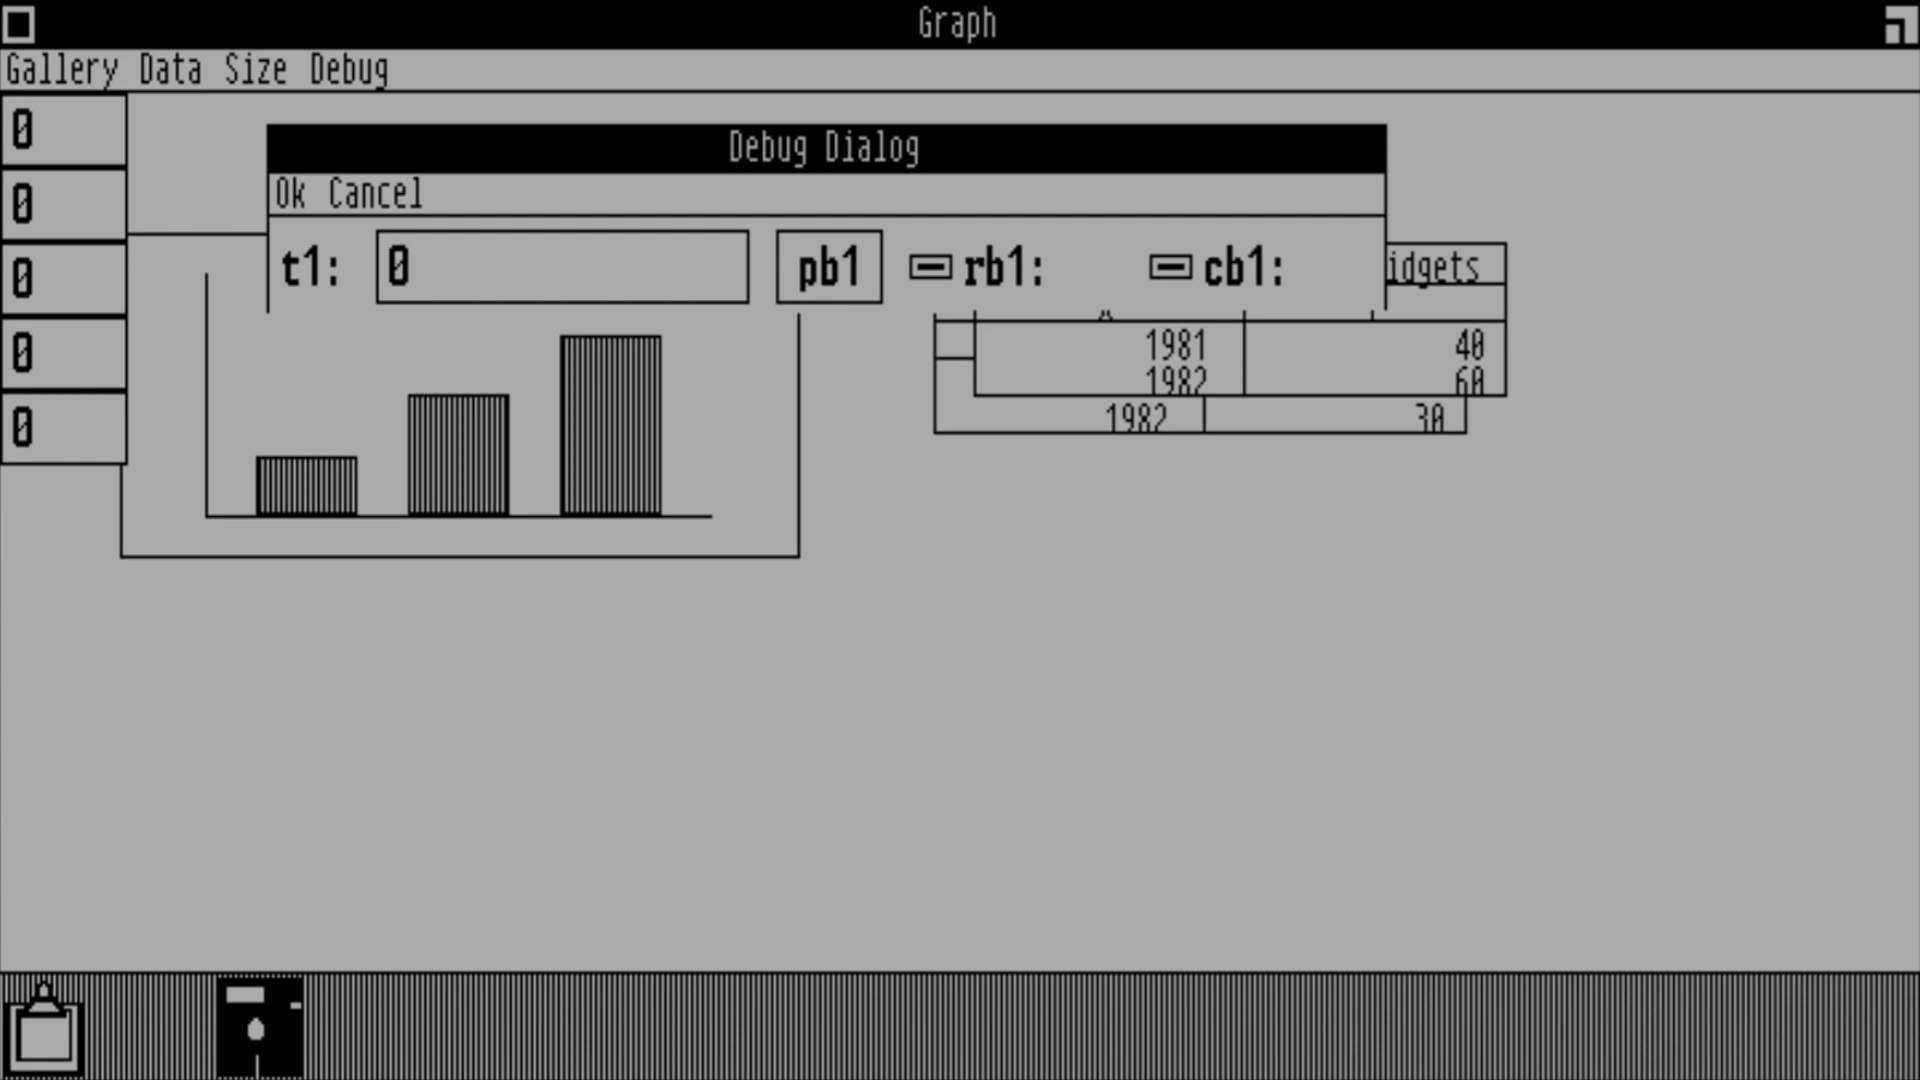 Graph
Gallery Data Size Debug
0
Debug Dialog
Ok Cancel
0
t1: 0 pb1 rb1: cb1:
idgets
0
0
0
1981 40
1982 60
1982 30